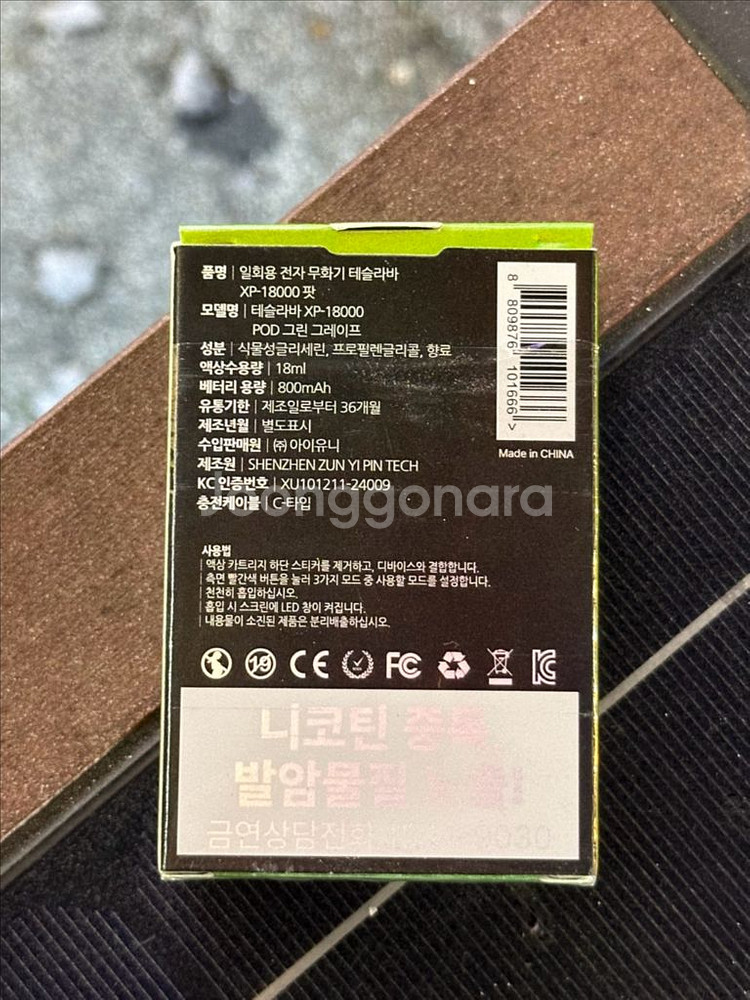 품명 | 일회용 전자 무화기 테슬라바
XP-18000 팟
모델명 | 테슬라바 XP-18000
POD 그린 그레이프
성분 | 식물성글리세린, 프로필렌글리콜, 향료
액상수용량 | 18ml
베터리 용량 | 800mAh
유통기한 | 제조일로부터 36개월
제조년월 | 별도표시
수입판매원 | ㈜ 아이유니
제조원 | SHENZHEN ZUN YI PIN TECH
KC 인증번호 | XU101211-24009
충전케이블 | C-타입
8 809876 101666 >
Made in CHINA
Joonggonara
사용법
| 액상 카트리지 하단 스티커를 제거하고, 디바이스와 결합합니다.
| 측면 빨간색 버튼을 눌러 3가지 모드 중 사용할 모드를 설정합니다.
| 천천히 흡입하십시오.
| 흡입 시 스크린에 LED 창이 켜집니다.
| 내용물이 소진된 제품은 분리배출하십시오.
19 CE FC KC
니코틴 중독
발암물질 노출!
금연상담전화 9030